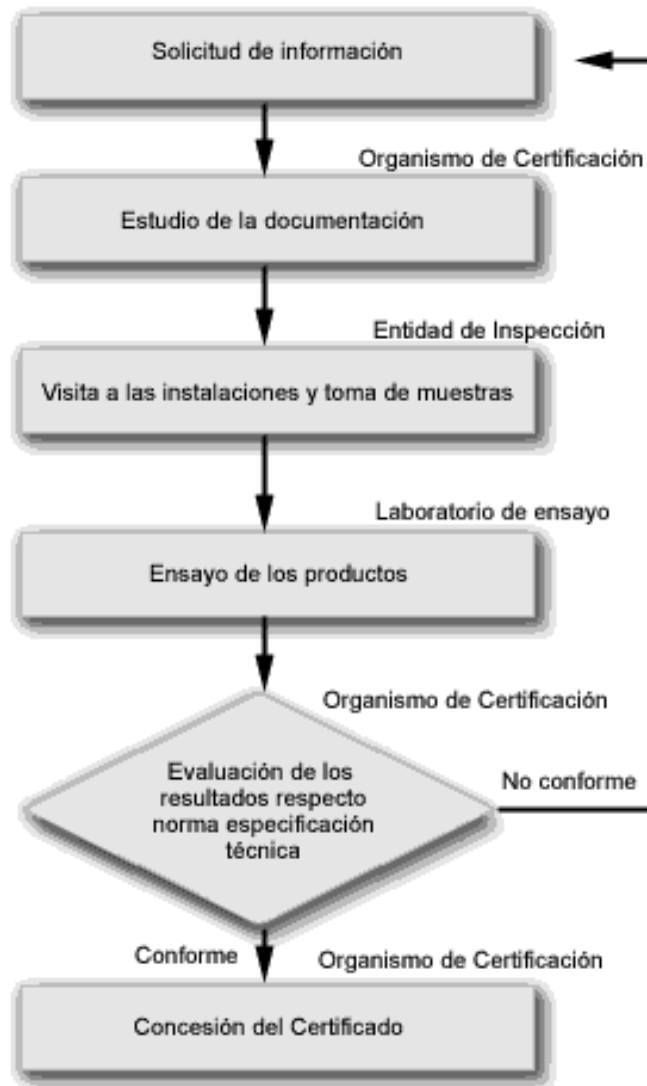 Solicitud de información
Organismo de Certificación
Estudio de la documentación
Entidad de Inspección
Visita a las instalaciones y toma de muestras
Laboratorio de ensayo
Ensayo de los productos
Organismo de Certificación
Evaluación de los
resultados respecto
norma especificación
técnica
No conforme
Conforme
Organismo de Certificación
Concesión del Certificado